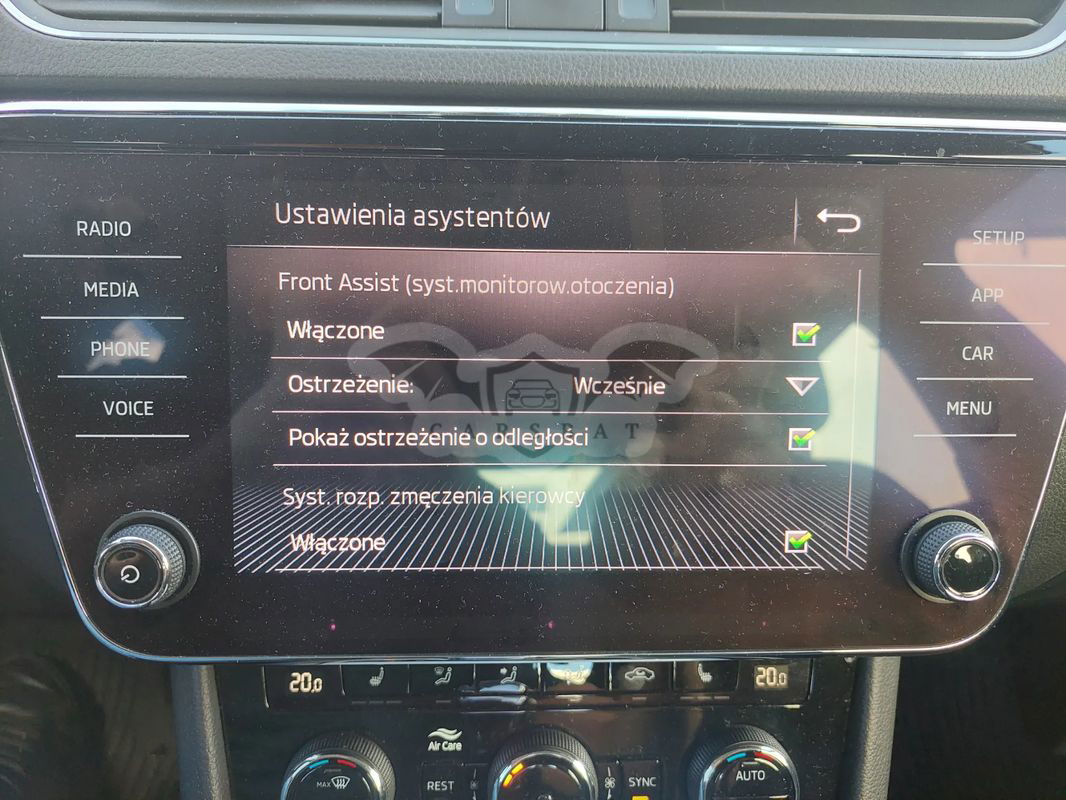 Ustawienia asystentów
RADIO
MEDIA
PHONE
VOICE
SETUP
APP
CAR
MENU
Front Assist (syst.monitorow.otoczenia)
Włączone
Ostrzeżenie: Wcześnie
Pokaż ostrzeżenie o odległości
CARSBAT
Syst. rozp. zmęczenia kierowcy
Włączone
20,0
20,0
Air Care
MAX
REST
SYNC
AUTO